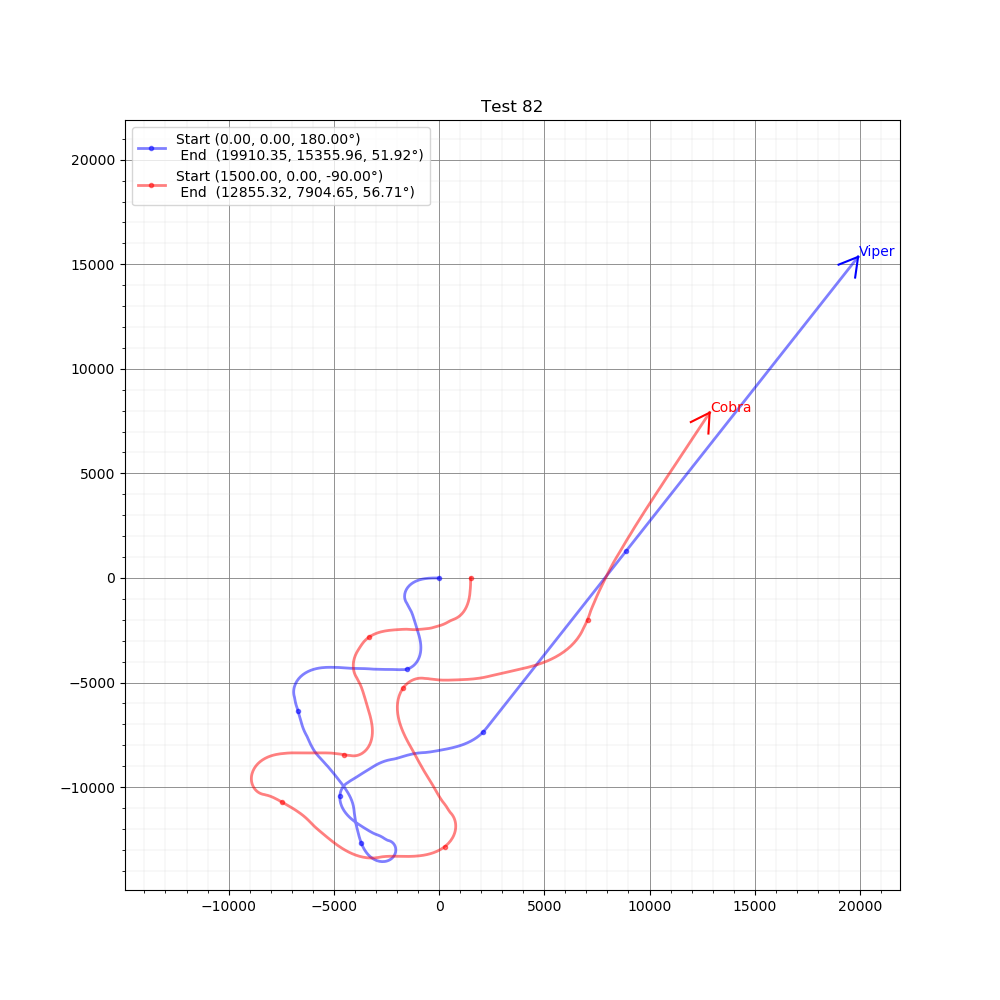 Test 82
Start (0.00, 0.00, 180.00°)
End (19910.35, 15355.96, 51.92°)
Start (1500.00, 0.00, -90.00°)
End (12855.32, 7904.65, 56.71°)
20000
15000
10000
5000
0
−5000
−10000
Viper
Cobra
−10000 −5000 0 5000 10000 15000 20000